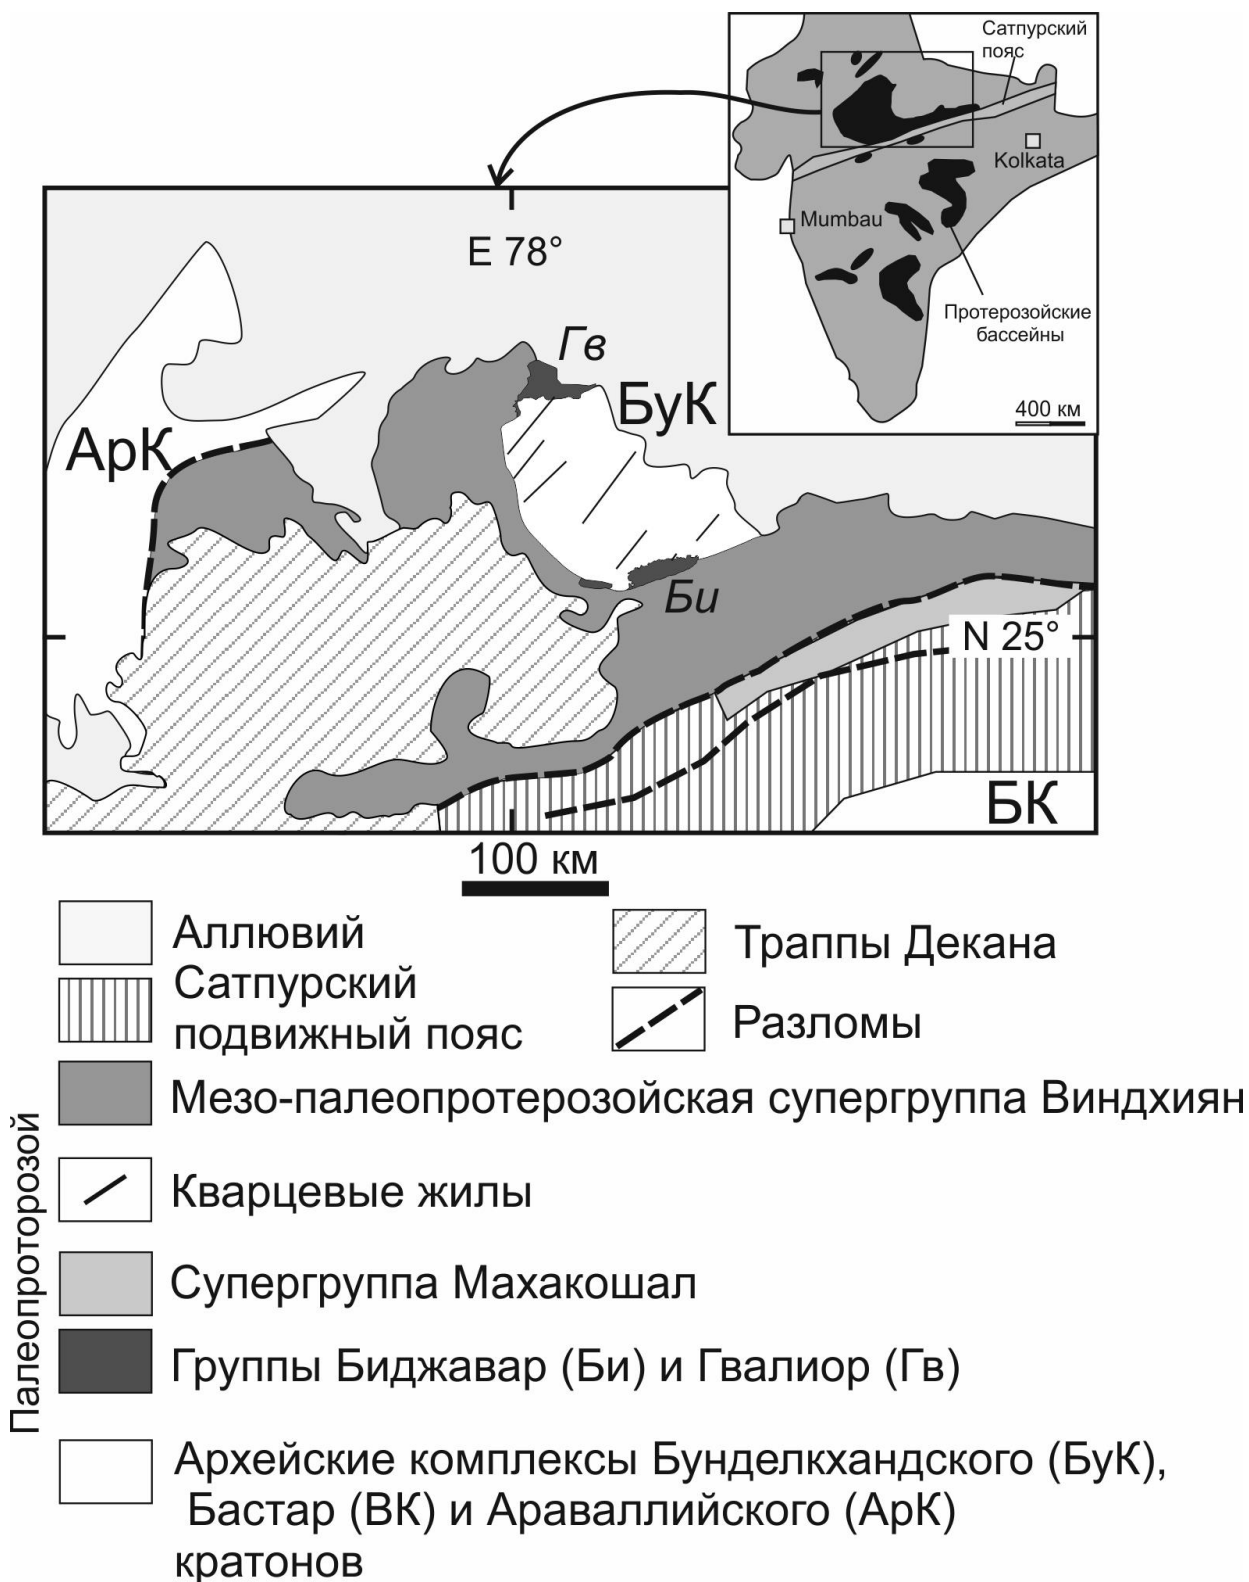 Сатпурский
пояс
Kolkata
Mumbau
Протерозойские
бассейны
400 км
E 78°
Гв
БуК
АрК
Би
N 25°
БК
100 км
Аллювий
Траппы Декана
Сатпурский
подвижный пояс
Разломы
Мезо-палеопротерозойская супергруппа Виндхиян
Палеопроторозой
Кварцевые жилы
Супергруппа Махакошал
Группы Биджавар (Би) и Гвалиор (Гв)
Архейские комплексы Бунделкхандского (БуК),
Бастар (ВК) и Араваллийского (АрК)
кратонов